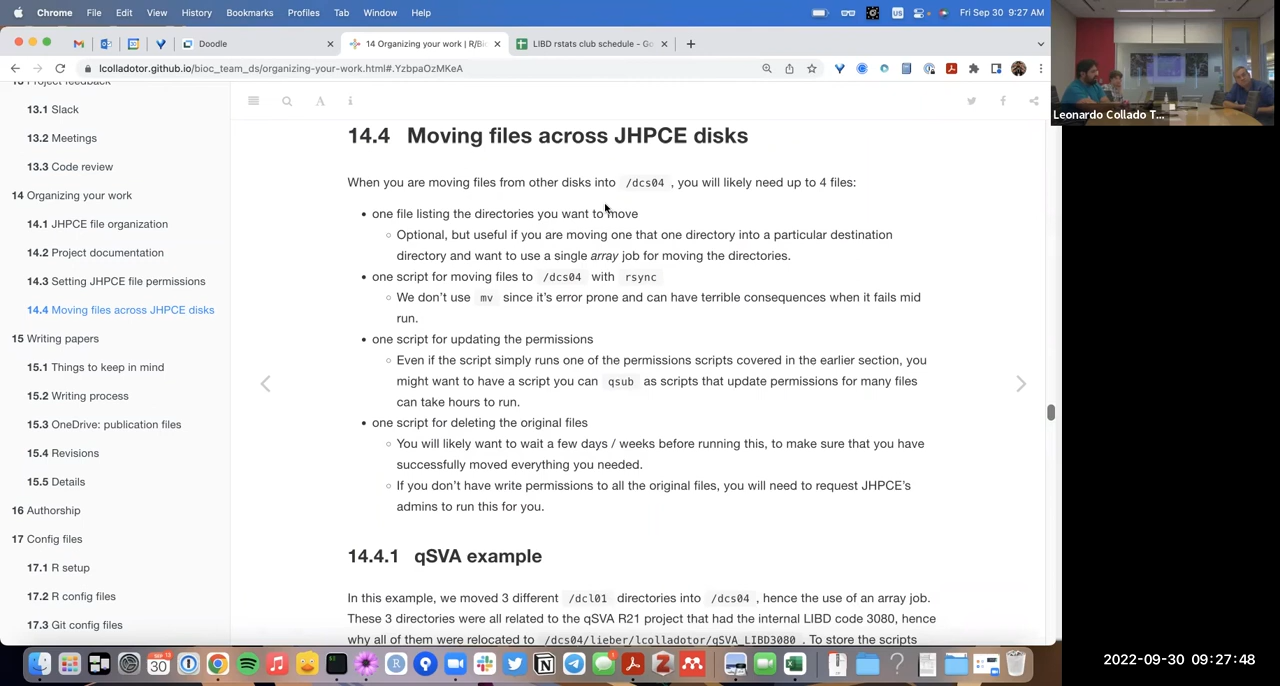 Chrome File Edit View History Bookmarks Profiles Tab Window Help Fri Sep 30 9:27 AM
Doodle 14 Organizing your work | R/Bi LIBD rstats club schedule - Go
lcolladotor.github.io/bioc_team_ds/organizing-your-work.html#.YzbpaOzMKeA
Leonardo Collado T...
13 Project feedback
13.1 Slack
13.2 Meetings
13.3 Code review
14 Organizing your work
14.1 JHPCE file organization
14.2 Project documentation
14.3 Setting JHPCE file permissions
14.4 Moving files across JHPCE disks
15 Writing papers
15.1 Things to keep in mind
15.2 Writing process
15.3 OneDrive: publication files
15.4 Revisions
15.5 Details
16 Authorship
17 Config files
17.1 R setup
17.2 R config files
17.3 Git config files
14.4 Moving files across JHPCE disks
When you are moving files from other disks into /dcs04 , you will likely need up to 4 files:
• one file listing the directories you want to move
Optional, but useful if you are moving one that one directory into a particular destination
directory and want to use a single array job for moving the directories.
• one script for moving files to /dcs04 with rsync
We don't use mv since it's error prone and can have terrible consequences when it fails mid
run.
• one script for updating the permissions
Even if the script simply runs one of the permissions scripts covered in the earlier section, you
might want to have a script you can qsub as scripts that update permissions for many files
can take hours to run.
• one script for deleting the original files
You will likely want to wait a few days / weeks before running this, to make sure that you have
successfully moved everything you needed.
If you don't have write permissions to all the original files, you will need to request JHPCE's
admins to run this for you.
14.4.1 qSVA example
In this example, we moved 3 different /dcl01 directories into /dcs04 , hence the use of an array job.
These 3 directories were all related to the qSVA R21 project that had the internal LIBD code 3080, hence
why all of them were relocated to /dcs04/lieber/lcolladotor/qSVA_LIBD3080 . To store the scripts
2022-09-30 09:27:48